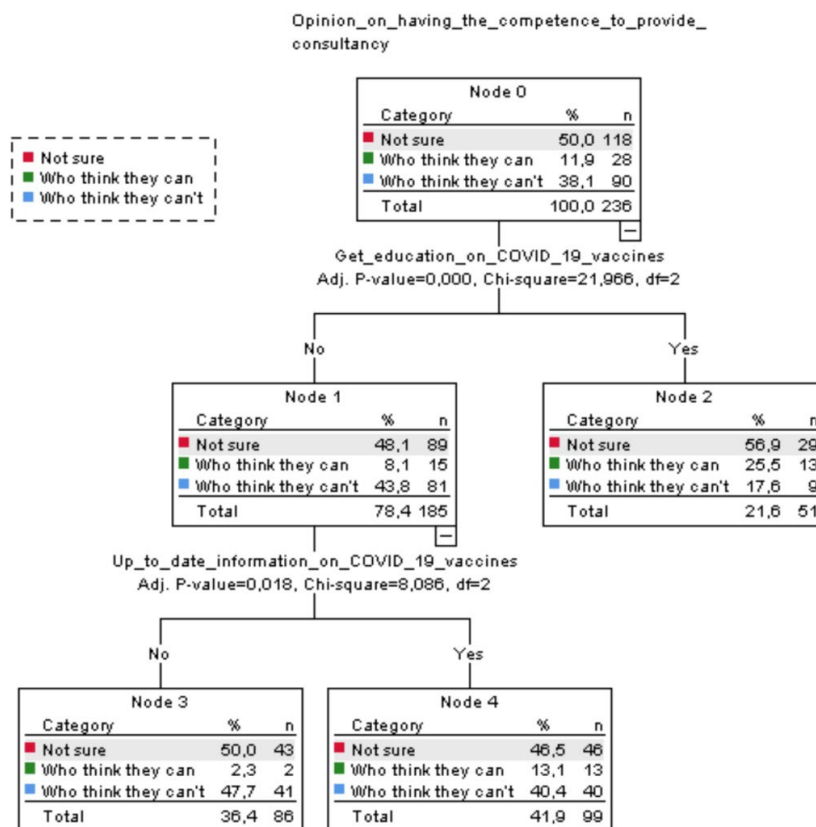 Opinion_on_having_the_competence_to_provide_
consultancy
Not sure
Who think they can
Who think they can't
Node 0
Category % n
Not sure 50,0 118
Who think they can 11,9 28
Who think they can't 38,1 90
Total 100,0 236
Get_education_on_COVID_19_vaccines
Adj. P-value=0,000, Chi-square=21,966, df=2
No
Yes
Node 1
Category % n
Not sure 48,1 89
Who think they can 8,1 15
Who think they can't 43,8 81
Total 78,4 185
Node 2
Category % n
Not sure 56,9 29
Who think they can 25,5 13
Who think they can't 17,6 9
Total 21,6 51
Up_to_date_information_on_COVID_19_vaccines
Adj. P-value=0,018, Chi-square=8,086, df=2
No
Yes
Node 3
Category % n
Not sure 50,0 43
Who think they can 2,3 2
Who think they can't 47,7 41
Total 36,4 86
Node 4
Category % n
Not sure 46,5 46
Who think they can 13,1 13
Who think they can't 40,4 40
Total 41,9 99